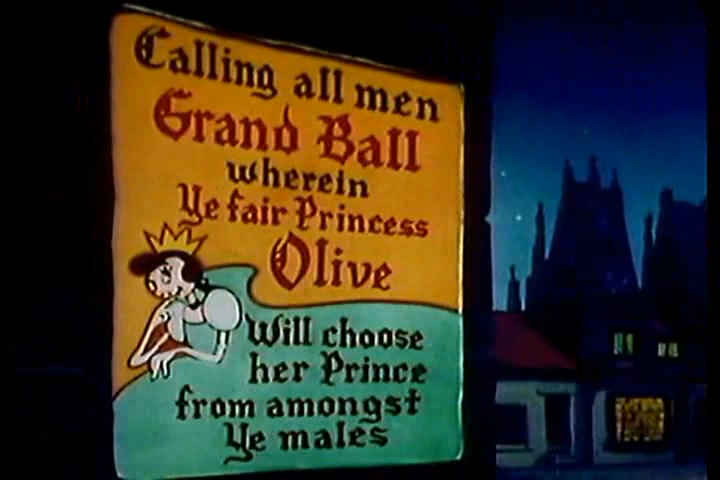 Calling all men
Grand Ball
wherein
Ye fair Princess
Olive
Will choose
her Prince
from amongst
Ye males